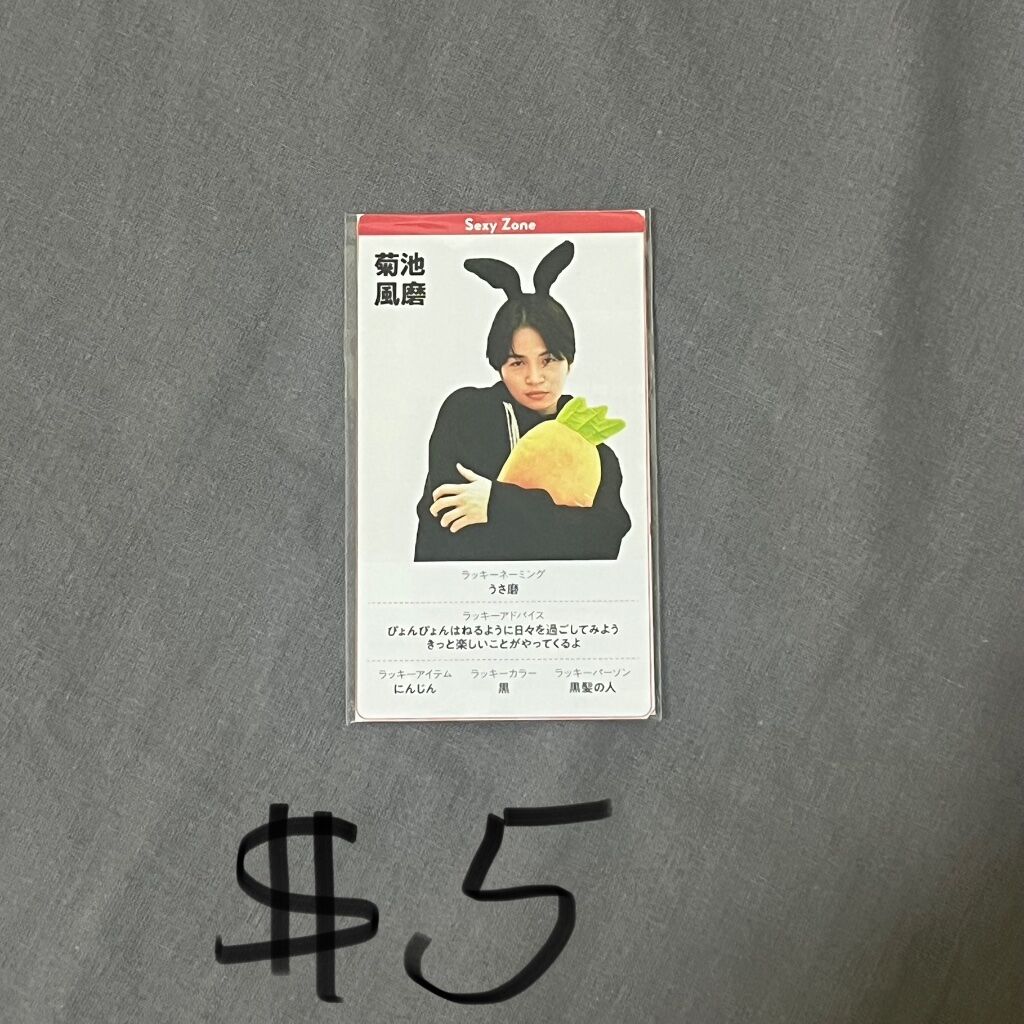 Sexy Zone
菊池
風磨
ラッキーネーミング
うさ磨
ラッキーアドバイス
ぴょんぴょんはねるように日々を過ごしてみよう
きっと楽しいことがやってくるよ
ラッキーアイテム ラッキーカラー ラッキーパーソン
にんじん 黒 黒髪の人
$5